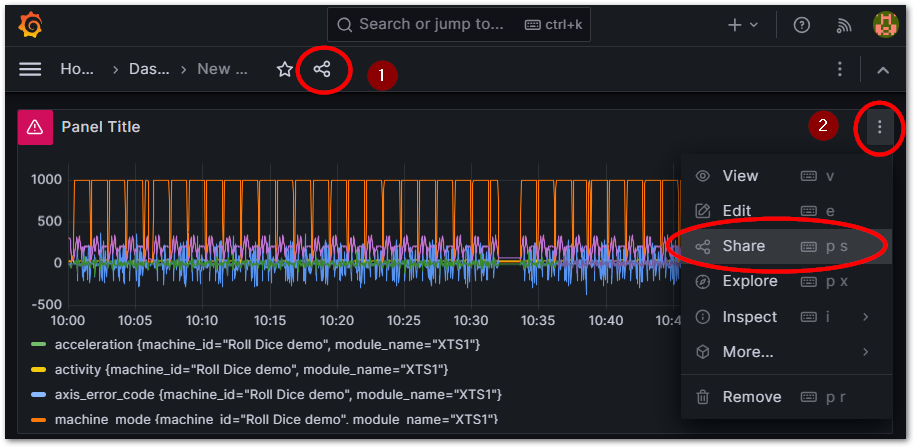 Search or jump to... ctrl+k
Ho... > Das... > New ...
1
Panel Title
2
1000
500
0
-500
10:00 10:05 10:10 10:15 10:20 10:25 10:30 10:35 10:40
acceleration {machine_id="Roll Dice demo", module_name="XTS1"}
activity {machine_id="Roll Dice demo", module_name="XTS1"}
axis_error_code {machine_id="Roll Dice demo", module_name="XTS1"}
machine_mode {machine_id="Roll Dice demo", module_name="XTS1"}
View v
Edit e
Share p s
Explore p x
Inspect i
More...
Remove p r